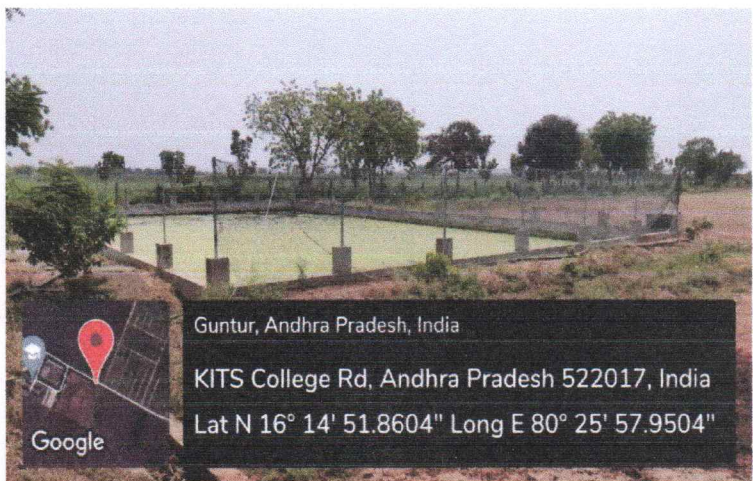 Guntur, Andhra Pradesh, India
KITS College Rd, Andhra Pradesh 522017, India
Lat N 16° 14' 51.8604" Long E 80° 25' 57.9504"
Google